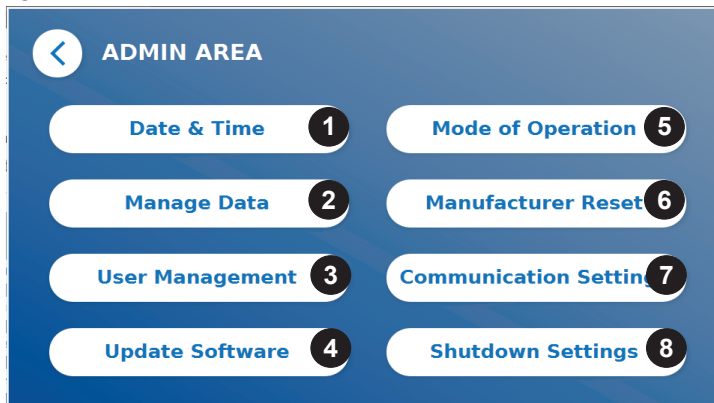 ADMIN AREA
Date & Time 1
Manage Data 2
User Management 3
Update Software 4
Mode of Operation 5
Manufacturer Reset 6
Communication Setting 7
Shutdown Settings 8